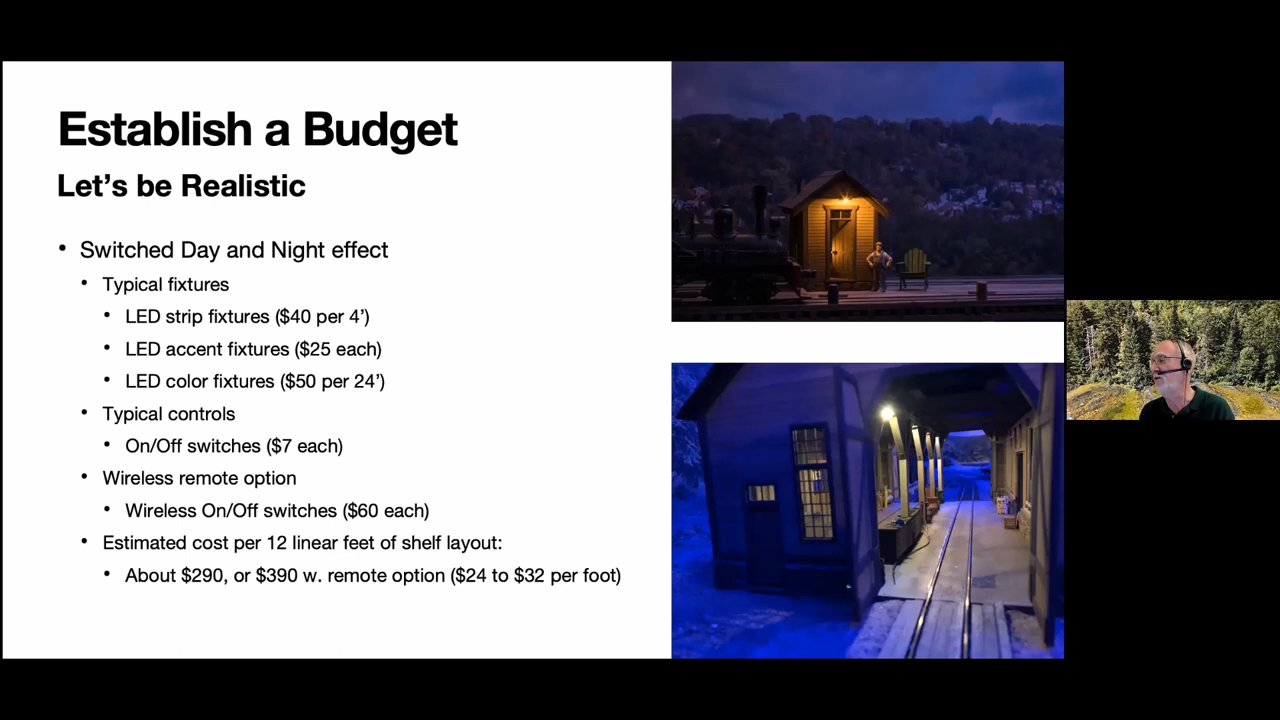 Establish a Budget
Let's be Realistic
• Switched Day and Night effect
• Typical fixtures
• LED strip fixtures ($40 per 4')
• LED accent fixtures ($25 each)
• LED color fixtures ($50 per 24')
• Typical controls
• On/Off switches ($7 each)
• Wireless remote option
• Wireless On/Off switches ($60 each)
• Estimated cost per 12 linear feet of shelf layout:
• About $290, or $390 w. remote option ($24 to $32 per foot)